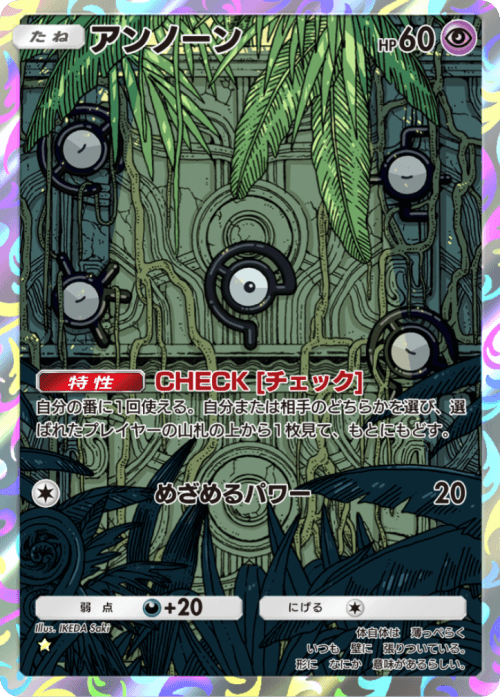 たね アンノーン HP60
特性 CHECK [チェック]
自分の番に1回使える。自分または相手のどちらかを選び、選
ばれたプレイヤーの山札の上から1枚見て、もとにもどす。
めざめるパワー 20
弱点 +20 にげる
Illus. IKEDA Saki
体自体は 薄っぺらく
いつも 壁に 張りついている。
形に なにか 意味があるらしい。